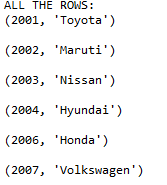 ALL THE ROWS:
(2001, 'Toyota')
(2002, 'Maruti')
(2003, 'Nissan')
(2004, 'Hyundai')
(2006, 'Honda')
(2007, 'Volkswagen')